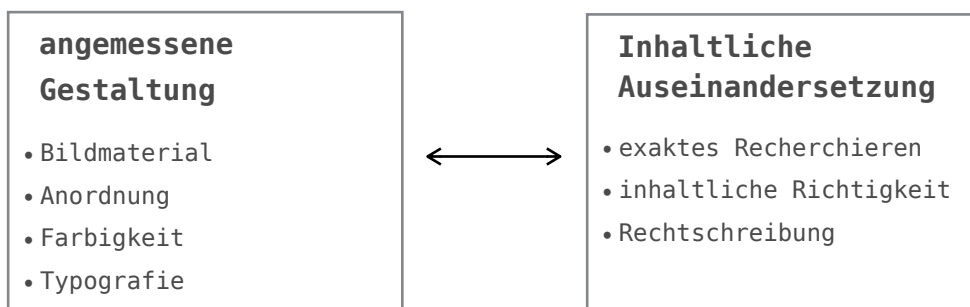 angemessene
Gestaltung
• Bildmaterial
• Anordnung
• Farbigkeit
• Typografie
Inhaltliche
Auseinandersetzung
• exaktes Recherchieren
• inhaltliche Richtigkeit
• Rechtschreibung